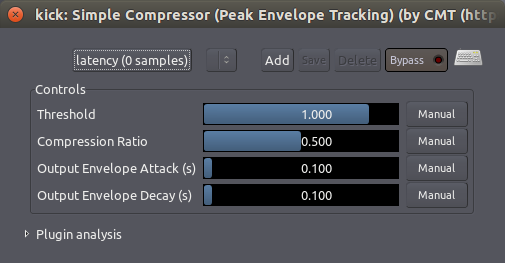 kick: Simple Compressor (Peak Envelope Tracking) (by CMT (http
latency (0 samples) Add Save Delete Bypass
Controls
Threshold 1.000 Manual
Compression Ratio 0.500 Manual
Output Envelope Attack (s) 0.100 Manual
Output Envelope Decay (s) 0.100 Manual
Plugin analysis